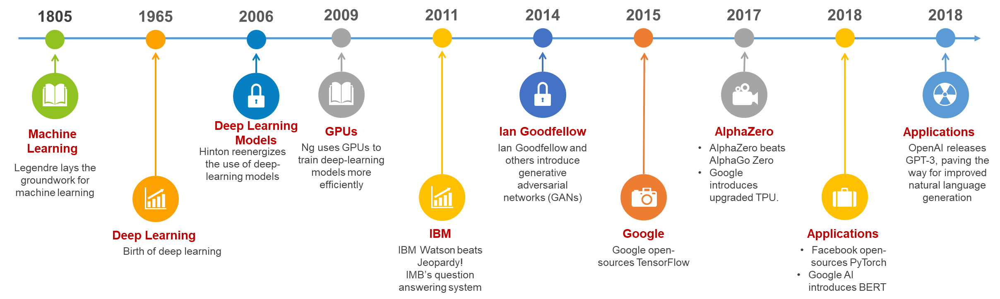 1805
1965
2006
2009
2011
2014
2015
2017
2018
2018
Machine
Learning
Legendre lays the
groundwork for
machine learning
Deep Learning
Birth of deep learning
Deep Learning
Models
Hinton reenergizes
the use of deep-
learning models
GPUs
Ng uses GPUs to
train deep-learning
models more
efficiently
IBM
IBM Watson beats
Jeopardy!
IMB's question
answering system
Ian Goodfellow
Ian Goodfellow and
others introduce
generative
adversarial
networks (GANs)
Google
Google open-
sources TensorFlow
AlphaZero
• AlphaZero beats
AlphaGo Zero
• Google
introduces
upgraded TPU.
Applications
• Facebook open-
sources PyTorch
• Google AI
introduces BERT
Applications
OpenAI releases
GPT-3, paving the
way for improved
natural language
generation